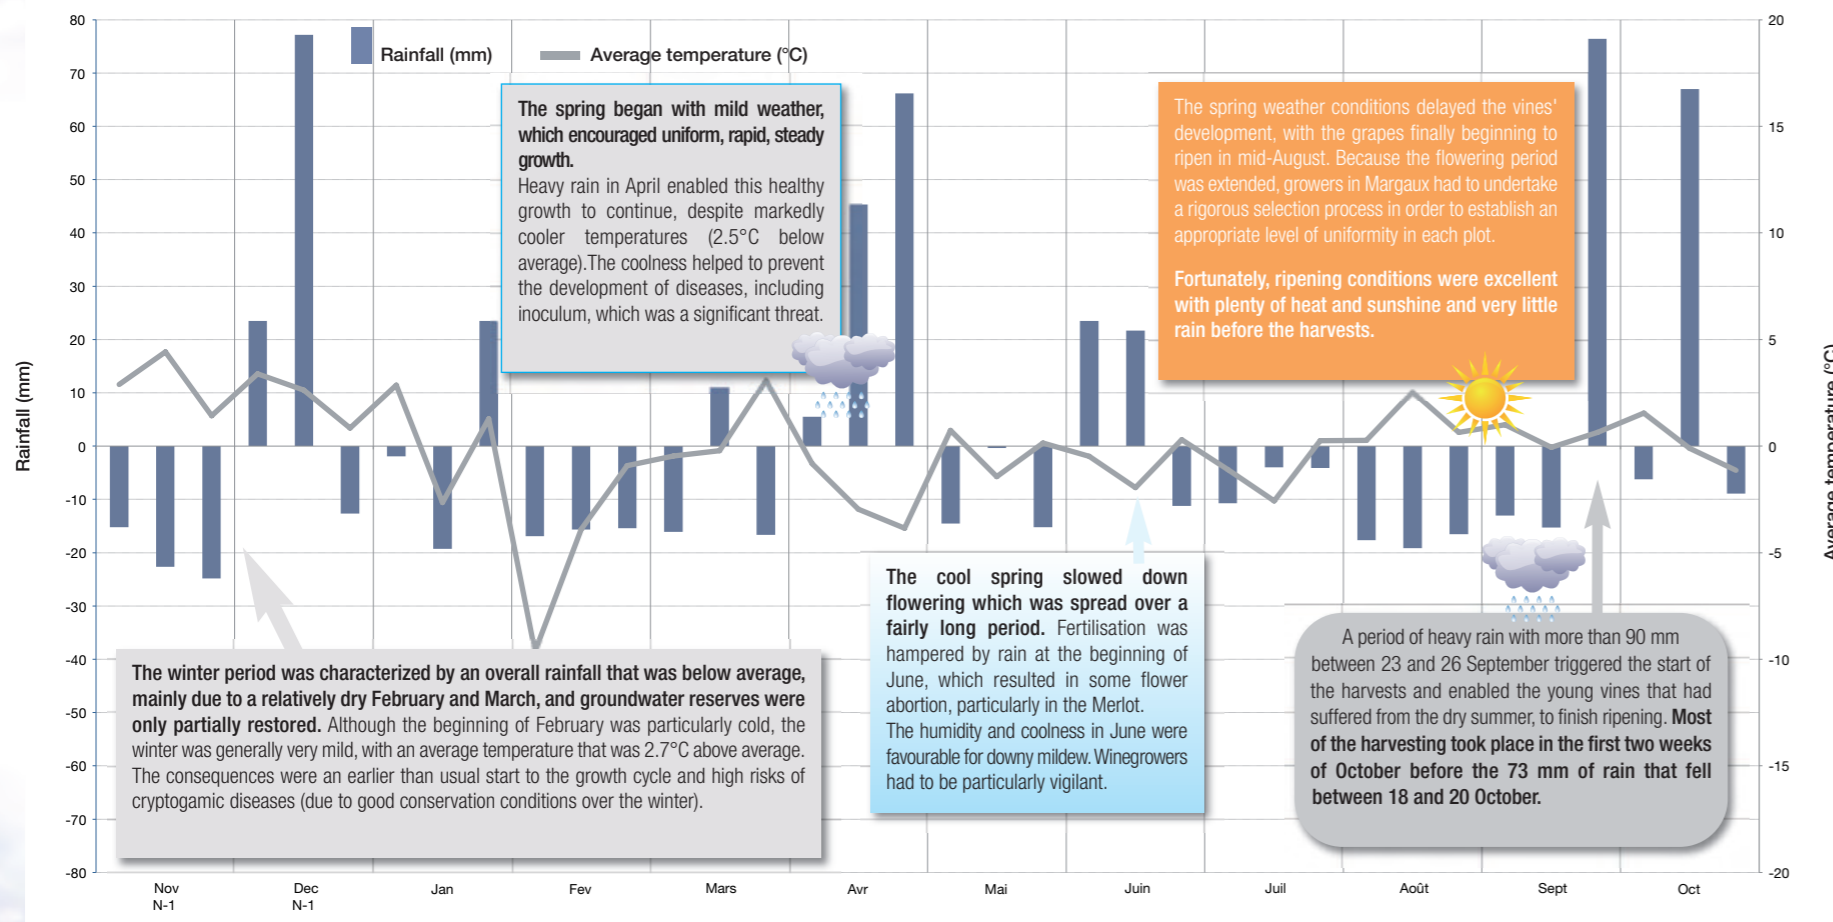 80
70
60
50
40
30
20
10
0
-10
-20
-30
-40
-50
-60
-70
-80
Rainfall (mm)
Rainfall (mm)
Average temperature (°C)
The spring began with mild weather,
which encouraged uniform, rapid, steady
growth.
Heavy rain in April enabled this healthy
growth to continue, despite markedly
cooler temperatures (2.5°C below
average).The coolness helped to prevent
the development of diseases, including
inoculum, which was a significant threat.
The spring weather conditions delayed the vines'
development, with the grapes finally beginning to
ripen in mid-August. Because the flowering period
was extended, growers in Margaux had to undertake
a rigorous selection process in order to establish an
appropriate level of uniformity in each plot.
Fortunately, ripening conditions were excellent
with plenty of heat and sunshine and very little
rain before the harvests.
The winter period was characterized by an overall rainfall that was below average,
mainly due to a relatively dry February and March, and groundwater reserves were
only partially restored. Although the beginning of February was particularly cold, the
winter was generally very mild, with an average temperature that was 2.7°C above average.
The consequences were an earlier than usual start to the growth cycle and high risks of
cryptogamic diseases (due to good conservation conditions over the winter).
The cool spring slowed down
flowering which was spread over a
fairly long period. Fertilisation was
hampered by rain at the beginning of
June, which resulted in some flower
abortion, particularly in the Merlot.
The humidity and coolness in June were
favourable for downy mildew. Winegrowers
had to be particularly vigilant.
A period of heavy rain with more than 90 mm
between 23 and 26 September triggered the start of
the harvests and enabled the young vines that had
suffered from the dry summer, to finish ripening. Most
of the harvesting took place in the first two weeks
of October before the 73 mm of rain that fell
between 18 and 20 October.
20
15
10
5
0
-5
-10
-15
-20
Average temperature (°C)
Nov
N-1
Dec
N-1
Jan
Fev
Mars
Avr
Mai
Juin
Juil
Août
Sept
Oct